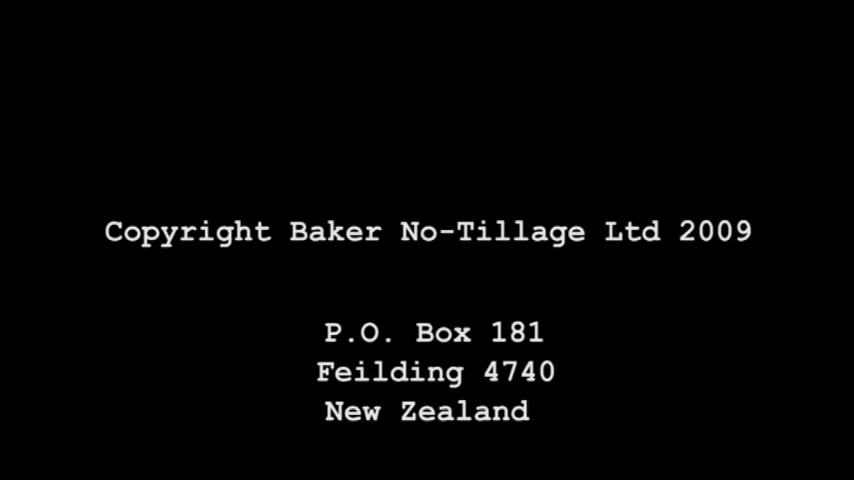 Copyright Baker No-Tillage Ltd 2009
P.O. Box 181
Feilding 4740
New Zealand